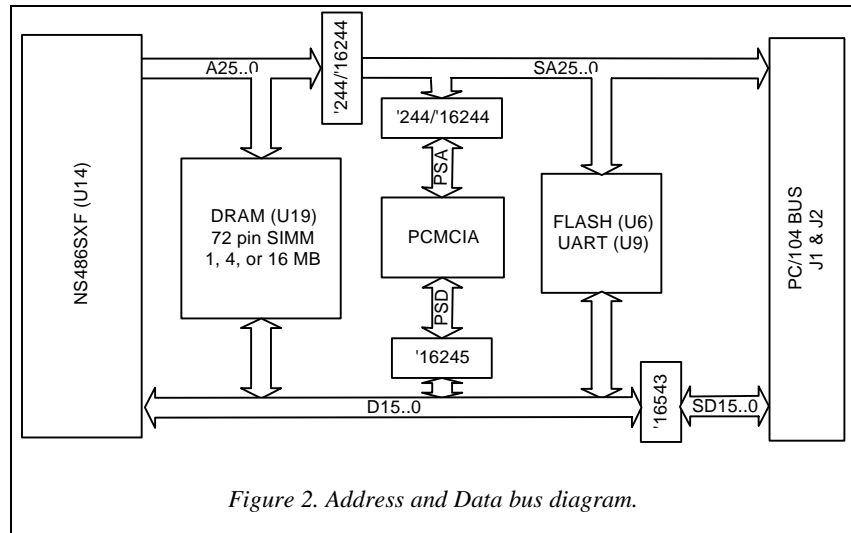 A25..0
'244/'16244
SA25..0
'244/'16244
PSA
NS486SXF (U14)
DRAM (U19)
72 pin SIMM
1, 4, or 16 MB
PCMCIA
FLASH (U6)
UART (U9)
PC/104 BUS
J1 & J2
PSD
'16245
D15..0
'16543
SD15..0
Figure 2. Address and Data bus diagram.